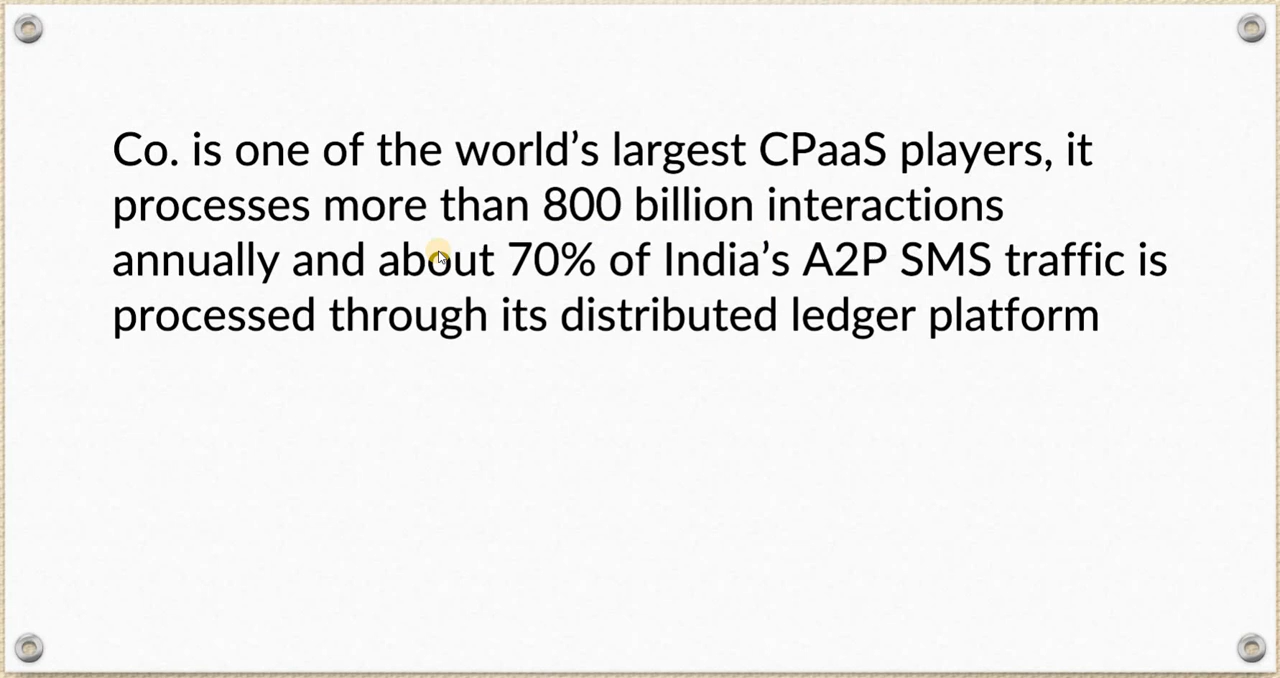 Co. is one of the world’s largest CPaaS players, it
processes more than 800 billion interactions
annually and about 70% of India’s A2P SMS traffic is
processed through its distributed ledger platform